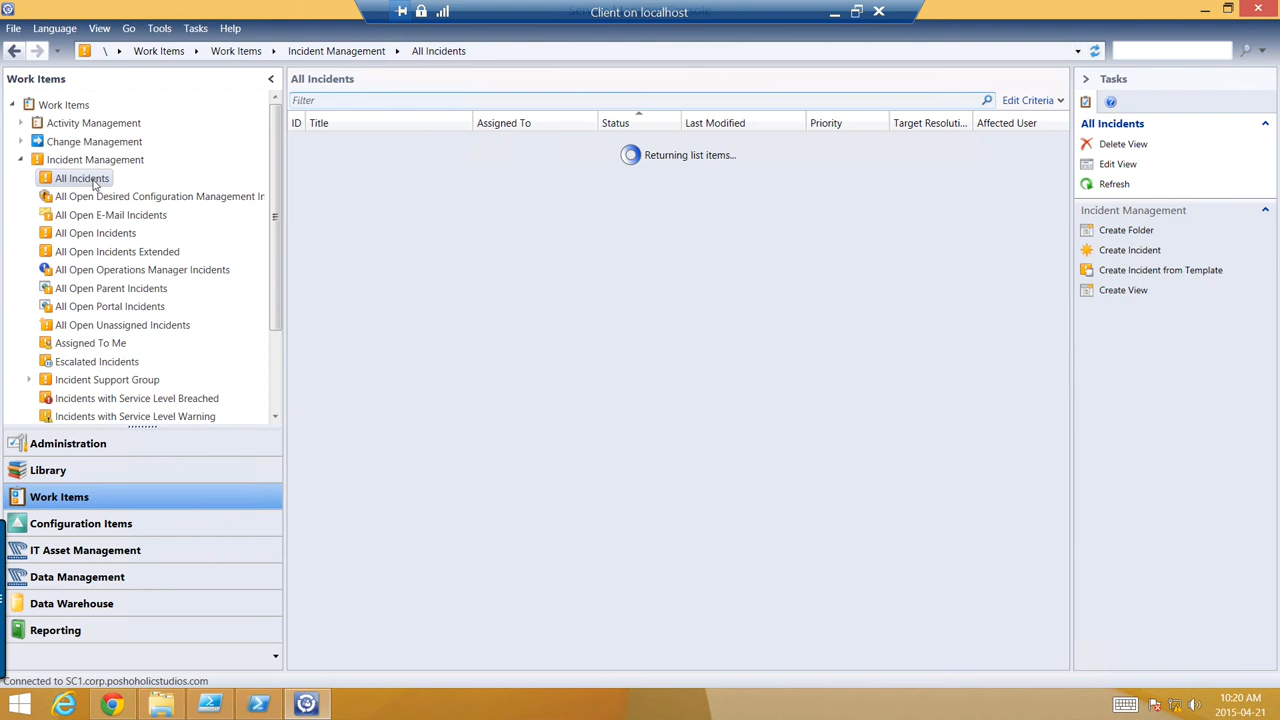 Client on localhost
File Language View Go Tools Tasks Help
\ Work Items Work Items Incident Management All Incidents
Work Items
Work Items
Activity Management
Change Management
Incident Management
All Incidents
All Open Desired Configuration Management Ir
All Open E-Mail Incidents
All Open Incidents
All Open Incidents Extended
All Open Operations Manager Incidents
All Open Parent Incidents
All Open Portal Incidents
All Open Unassigned Incidents
Assigned To Me
Escalated Incidents
Incident Support Group
Incidents with Service Level Breached
Incidents with Service Level Warning
Administration
Library
Work Items
Configuration Items
IT Asset Management
Data Management
Data Warehouse
Reporting
All Incidents
Filter
Edit Criteria
ID Title Assigned To Status Last Modified Priority Target Resoluti... Affected User
Returning list items...
Tasks
All Incidents
Delete View
Edit View
Refresh
Incident Management
Create Folder
Create Incident
Create Incident from Template
Create View
Connected to SC1.corp.poshoholicstudios.com
10:20 AM
2015-04-21